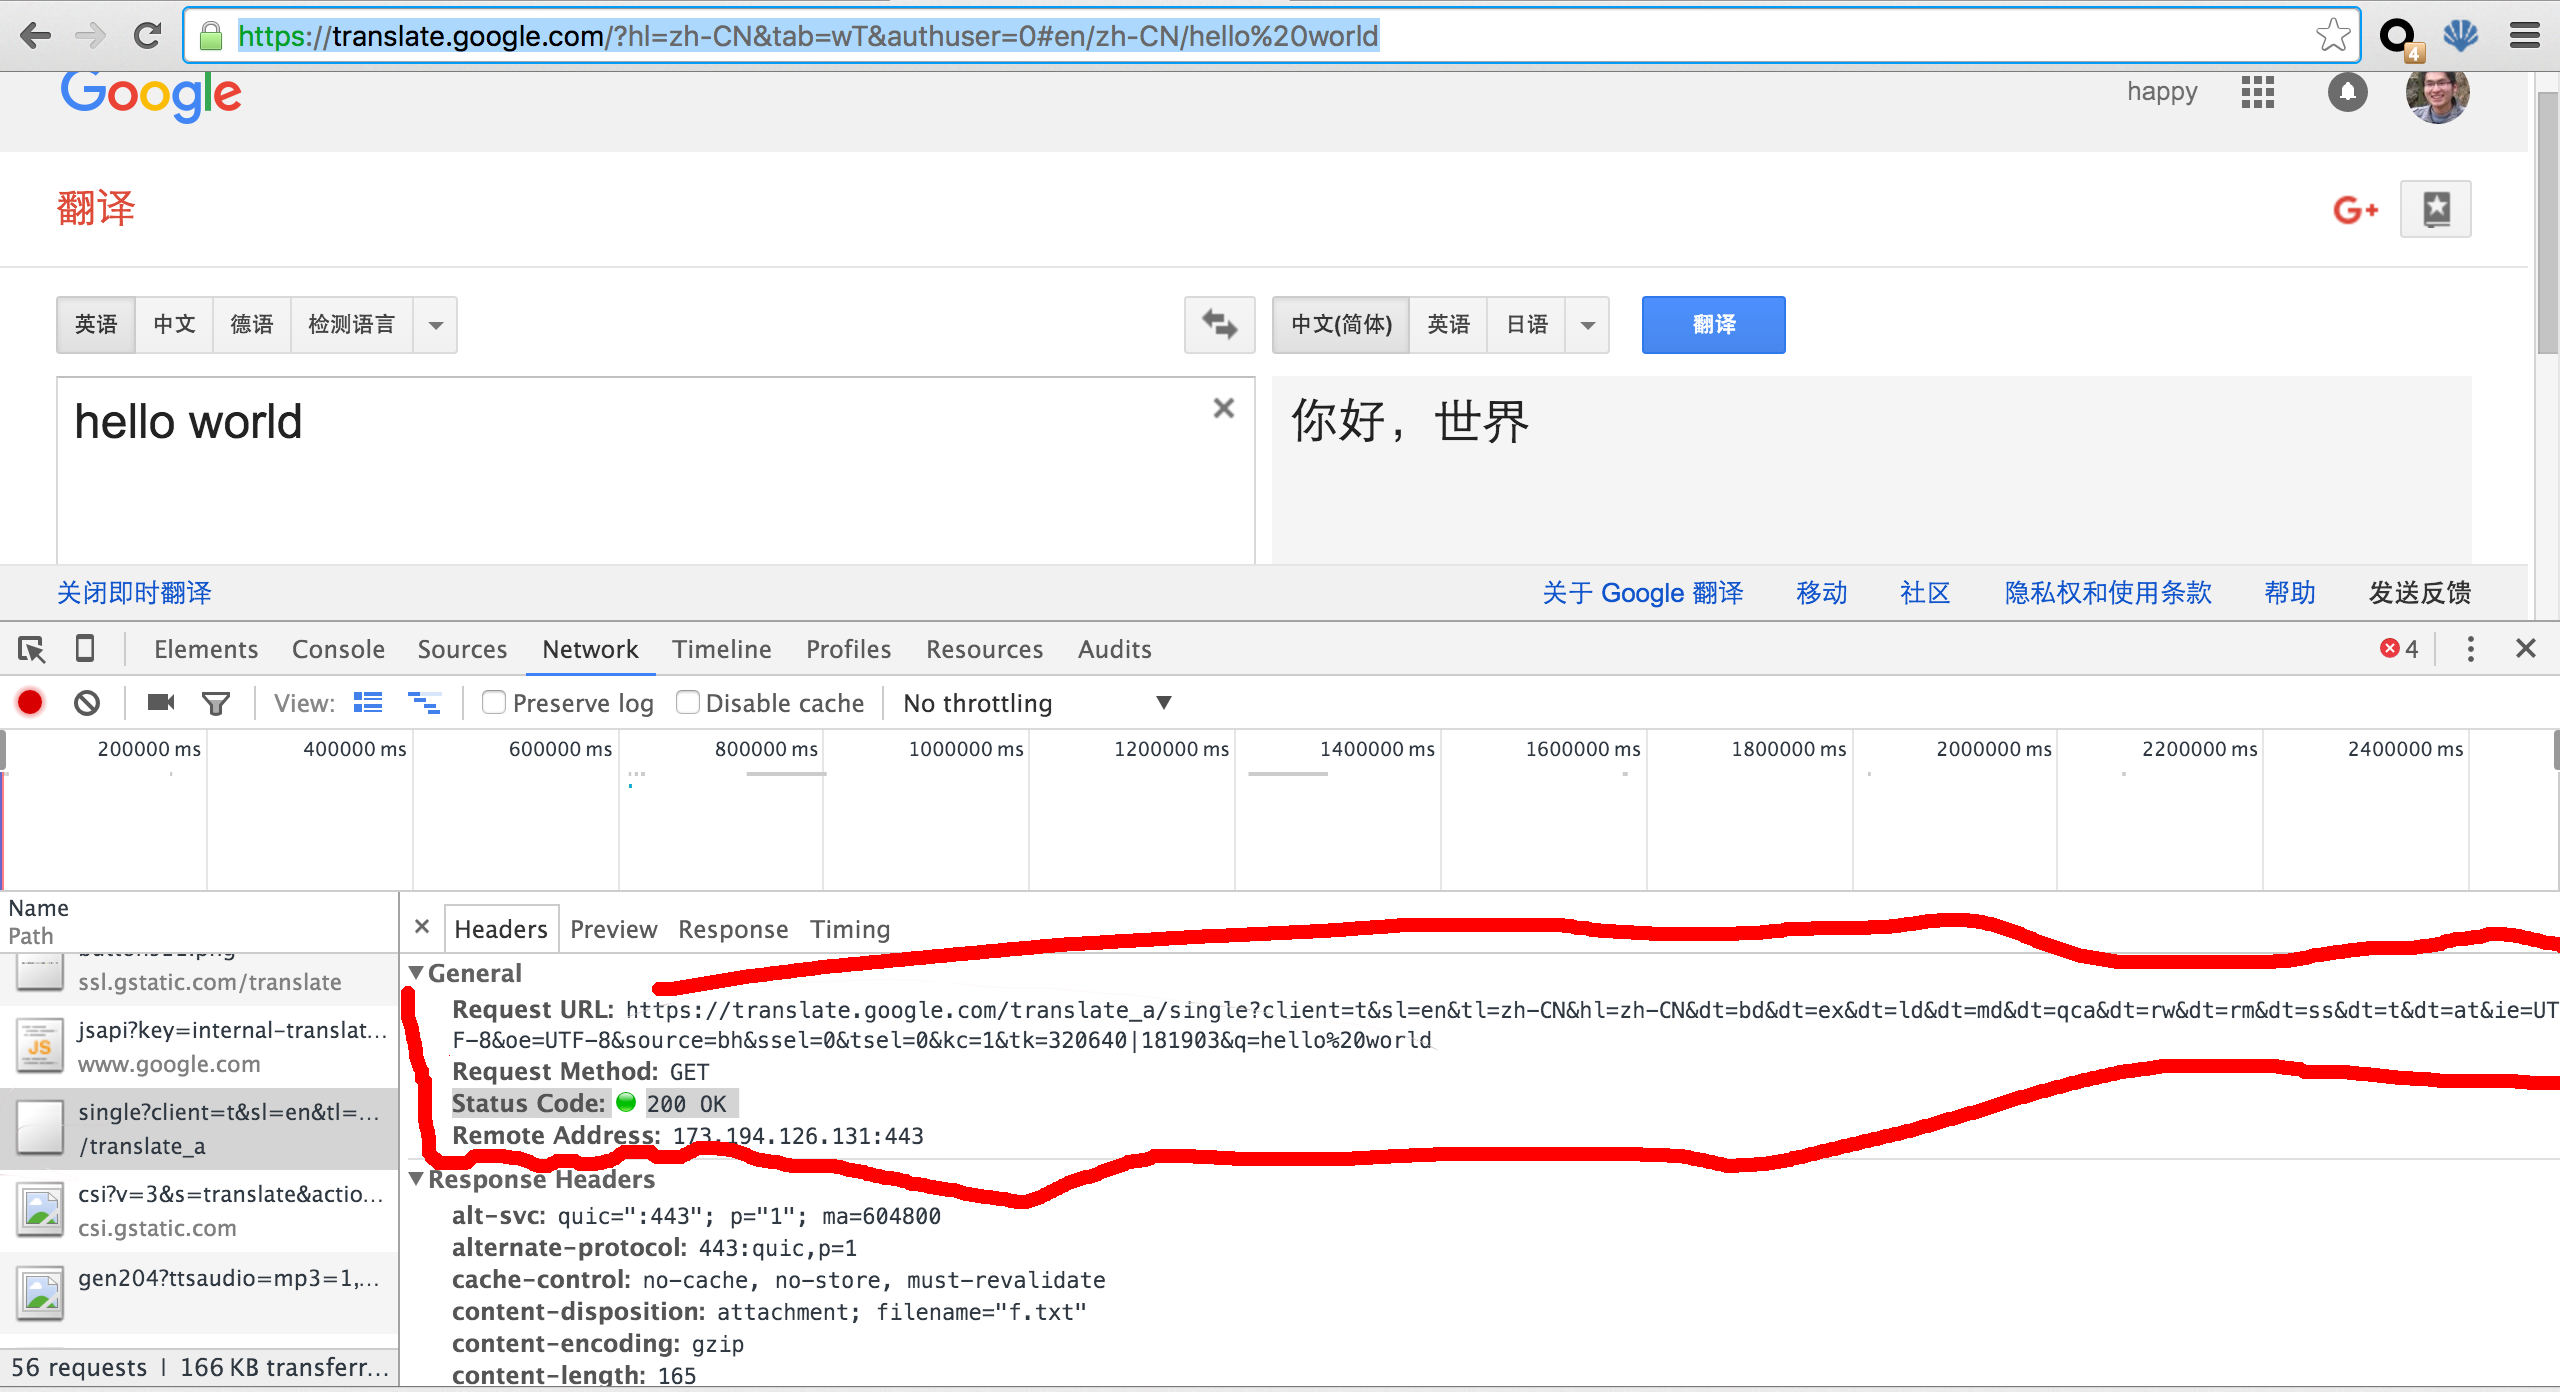 https://translate.google.com/?hl=zh-CN&tab=wT&authuser=0#en/zh-CN/hello%20world
4
Google
happy
翻译
G+
英语 中文 德语 检测语言
中文(简体) 英语 日语 翻译
hello world
你好，世界
关闭即时翻译
关于 Google 翻译 移动 社区 隐私权和使用条款 帮助 发送反馈
Elements Console Sources Network Timeline Profiles Resources Audits
4
View: Preserve log Disable cache No throttling
200000 ms 400000 ms 600000 ms 800000 ms 1000000 ms 1200000 ms 1400000 ms 1600000 ms 1800000 ms 2000000 ms 2200000 ms 2400000 ms
Name
Path
ssl.gstatic.com/translate
JS
jsapi?key=internal-translat...
www.google.com
single?client=t&sl=en&tl=...
/translate_a
csi?v=3&s=translate&actio...
csi.gstatic.com
gen204?ttsaudio=mp3=1,...
56 requests | 166 KB transferr...
Headers Preview Response Timing
General
Request URL: https://translate.google.com/translate_a/single?client=t&sl=en&tl=zh-CN&hl=zh-CN&dt=bd&dt=ex&dt=ld&dt=md&dt=qca&dt=rw&dt=rm&dt=ss&dt=t&dt=at&ie=UT
F-8&oe=UTF-8&source=bh&ssel=0&tsel=0&kc=1&tk=320640|181903&q=hello%20world
Request Method: GET
Status Code: 200 OK
Remote Address: 173.194.126.131:443
Response Headers
alt-svc: quic=":443"; p="1"; ma=604800
alternate-protocol: 443:quic,p=1
cache-control: no-cache, no-store, must-revalidate
content-disposition: attachment; filename="f.txt"
content-encoding: gzip
content-length: 165